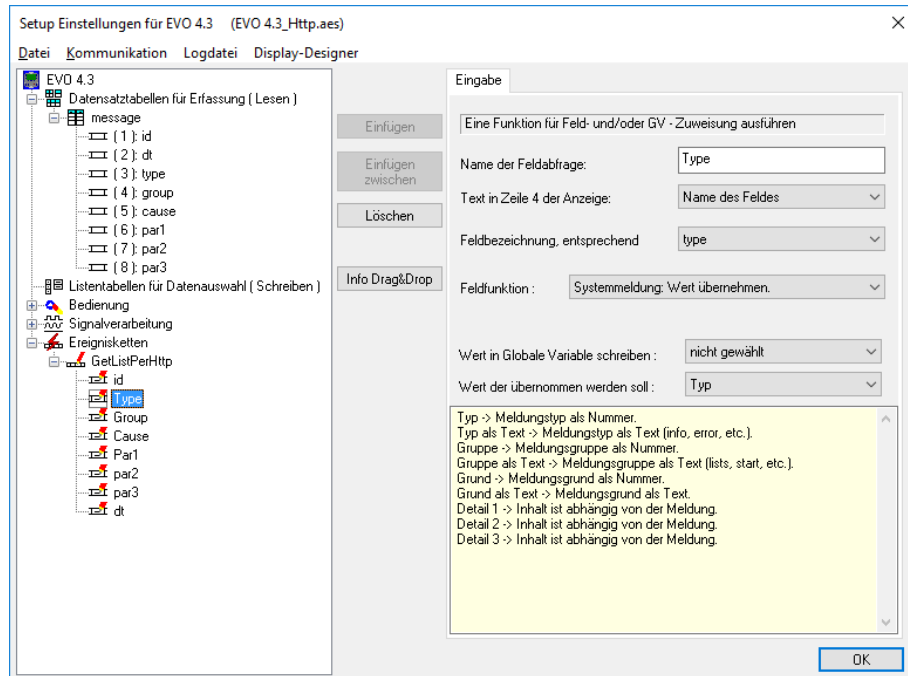 Setup Einstellungen für EVO 4.3 (EVO 4.3_Http.aes)
Datei Kommunikation Logdatei Display-Designer
EVO 4.3
Datensatztabellen für Erfassung ( Lesen )
message
( 1 ): id
( 2 ): dt
( 3 ): type
( 4 ): group
( 5 ): cause
( 6 ): par1
( 7 ): par2
( 8 ): par3
Listentabellen für Datenauswahl ( Schreiben )
Bedienung
Signalverarbeitung
Ereignisketten
GetListPerHttp
id
Type
Group
Cause
Par1
par2
par3
dt
Einfügen
Einfügen
zwischen
Löschen
Info Drag&Drop
Eingabe
Eine Funktion für Feld- und/oder GV - Zuweisung ausführen
Name der Feldabfrage: Type
Text in Zeile 4 der Anzeige: Name des Feldes
Feldbezeichnung, entsprechend type
Feldfunktion : Systemmeldung: Wert übernehmen.
Wert in Globale Variable schreiben : nicht gewählt
Wert der übernommen werden soll : Typ
Typ -> Meldungstyp als Nummer.
Typ als Text -> Meldungstyp als Text (info, error, etc.).
Gruppe -> Meldungsgruppe als Nummer.
Gruppe als Text -> Meldungsgruppe als Text (lists, start, etc.).
Grund -> Meldungsgrund als Nummer.
Grund als Text -> Meldungsgrund als Text.
Detail 1 -> Inhalt ist abhängig von der Meldung.
Detail 2 -> Inhalt ist abhängig von der Meldung.
Detail 3 -> Inhalt ist abhängig von der Meldung.
OK